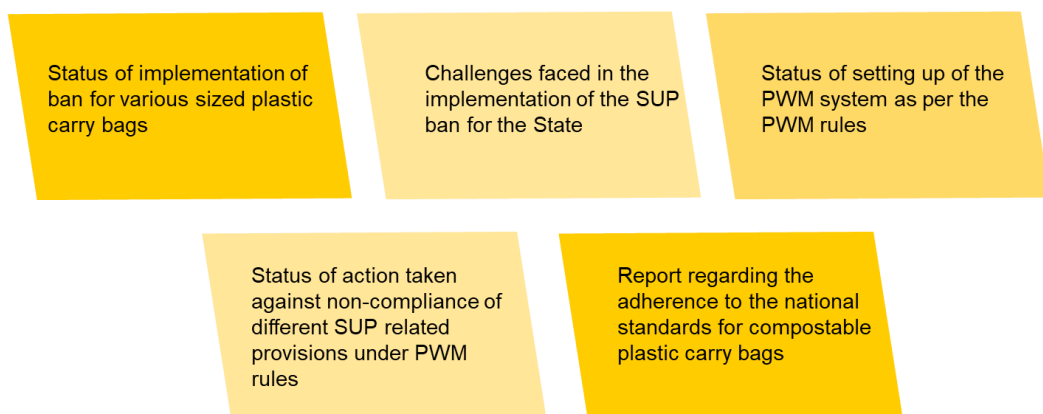 Status of implementation of
ban for various sized plastic
carry bags
Challenges faced in the
implementation of the SUP
ban for the State
Status of setting up of the
PWM system as per the
PWM rules
Status of action taken
against non-compliance of
different SUP related
provisions under PWM
rules
Report regarding the
adherence to the national
standards for compostable
plastic carry bags